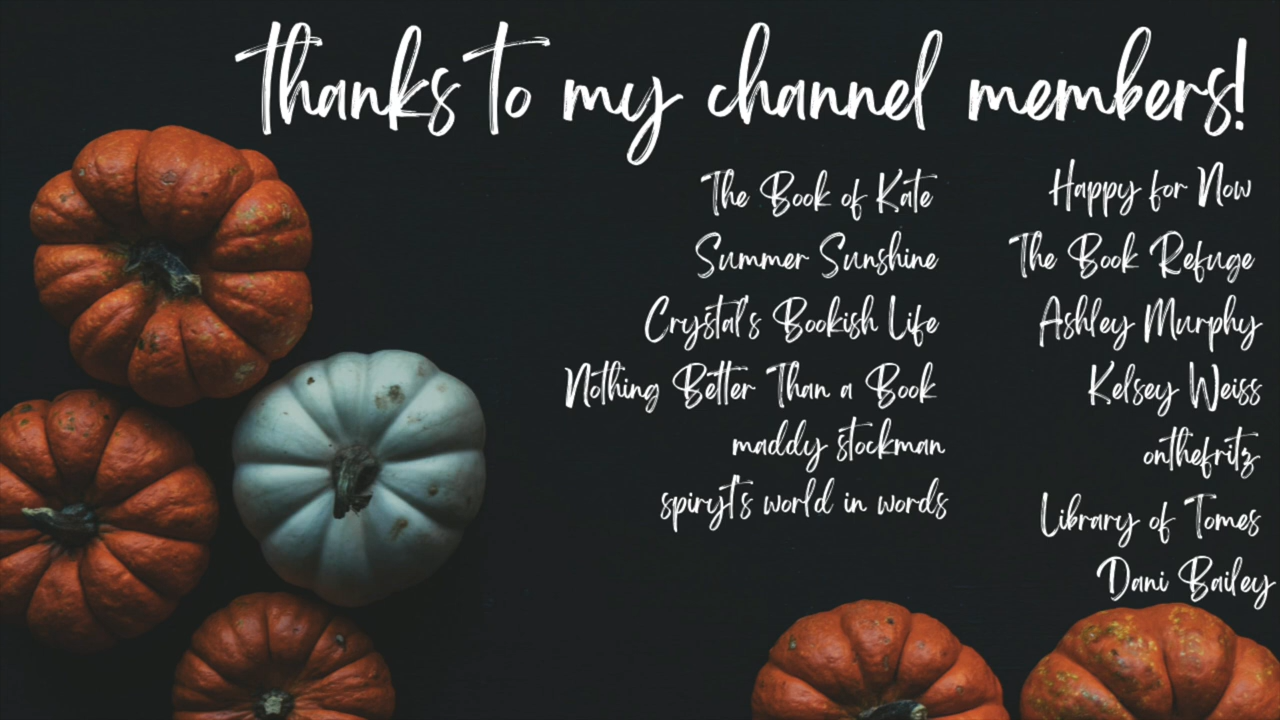 thanks to my channel members!
The Book of Kate
Summer Sunshine
Crystal's Bookish Life
Nothing Better Than a Book
maddy stockman
spiryt's world in words
Happy for Now
The Book Refuge
Ashley Murphy
Kelsey Weiss
onthefritz
Library of Tomes
Dani Bailey